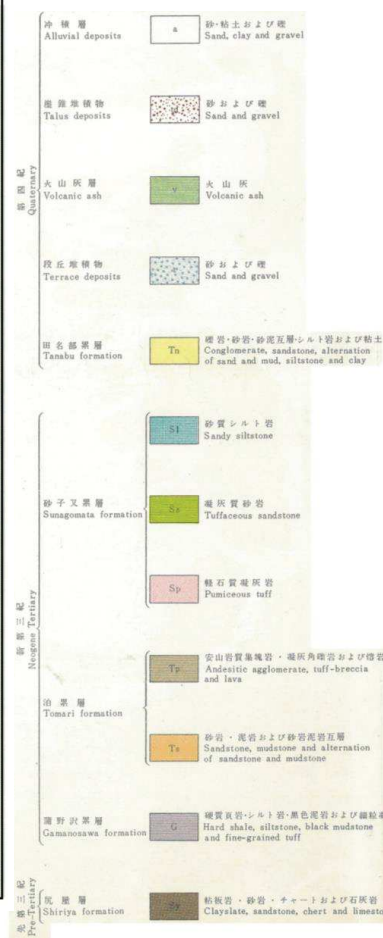 第四紀
Quaternary
冲積層
Alluvial deposits
a
砂・粘土および礫
Sand, clay and gravel
崖錐堆積物
Talus deposits
砂および礫
Sand and gravel
火山灰層
Volcanic ash
v
火山灰
Volcanic ash
段丘堆積物
Terrace deposits
砂および礫
Sand and gravel
田名部累層
Tanabu formation
Tn
礫岩・砂岩・砂泥互層・シルト岩および粘土
Conglomerate, sandstone, alternation
of sand and mud, siltstone and clay
新第三紀
Neogene Tertiary
砂子又累層
Sunagomata formation
砂質シルト岩
Sandy siltstone
Ss
凝灰質砂岩
Tuffaceous sandstone
Sp
軽石質凝灰岩
Pumiceous tuff
泊累層
Tomari formation
Tp
安山岩質集塊岩・凝灰角礫岩および熔岩
Andesitic agglomerate, tuff-breccia
and lava
Ts
砂岩・泥岩および砂岩泥岩互層
Sandstone, mudstone and alternation
of sandstone and mudstone
蒲野沢累層
Gamanosawa formation
G
硬質頁岩・シルト岩・黒色泥岩および細粒
Hard shale, siltstone, black mudstone
and fine-grained tuff
先第三紀
Pre-Tertiary
尻屋層
Shiriya formation
Sy
粘板岩・砂岩・チャートおよび石灰岩
Clayslate, sandstone, chert and limesto